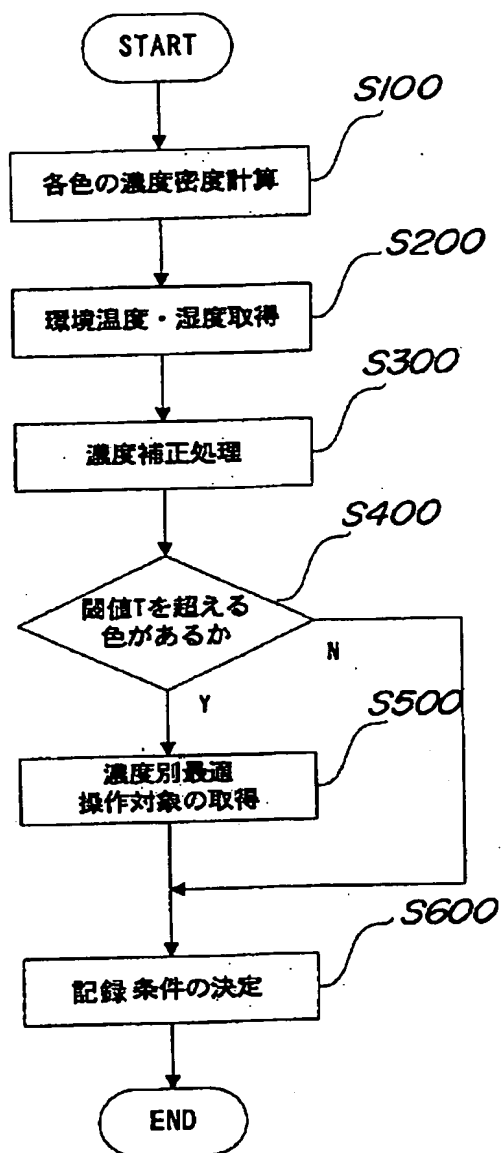 START
S100
各色の濃度密度計算
S200
環境温度・湿度取得
S300
濃度補正処理
S400
閾値Tを超える
色があるか
N
Y
S500
濃度別最適
操作対象の取得
S600
記録条件の決定
END